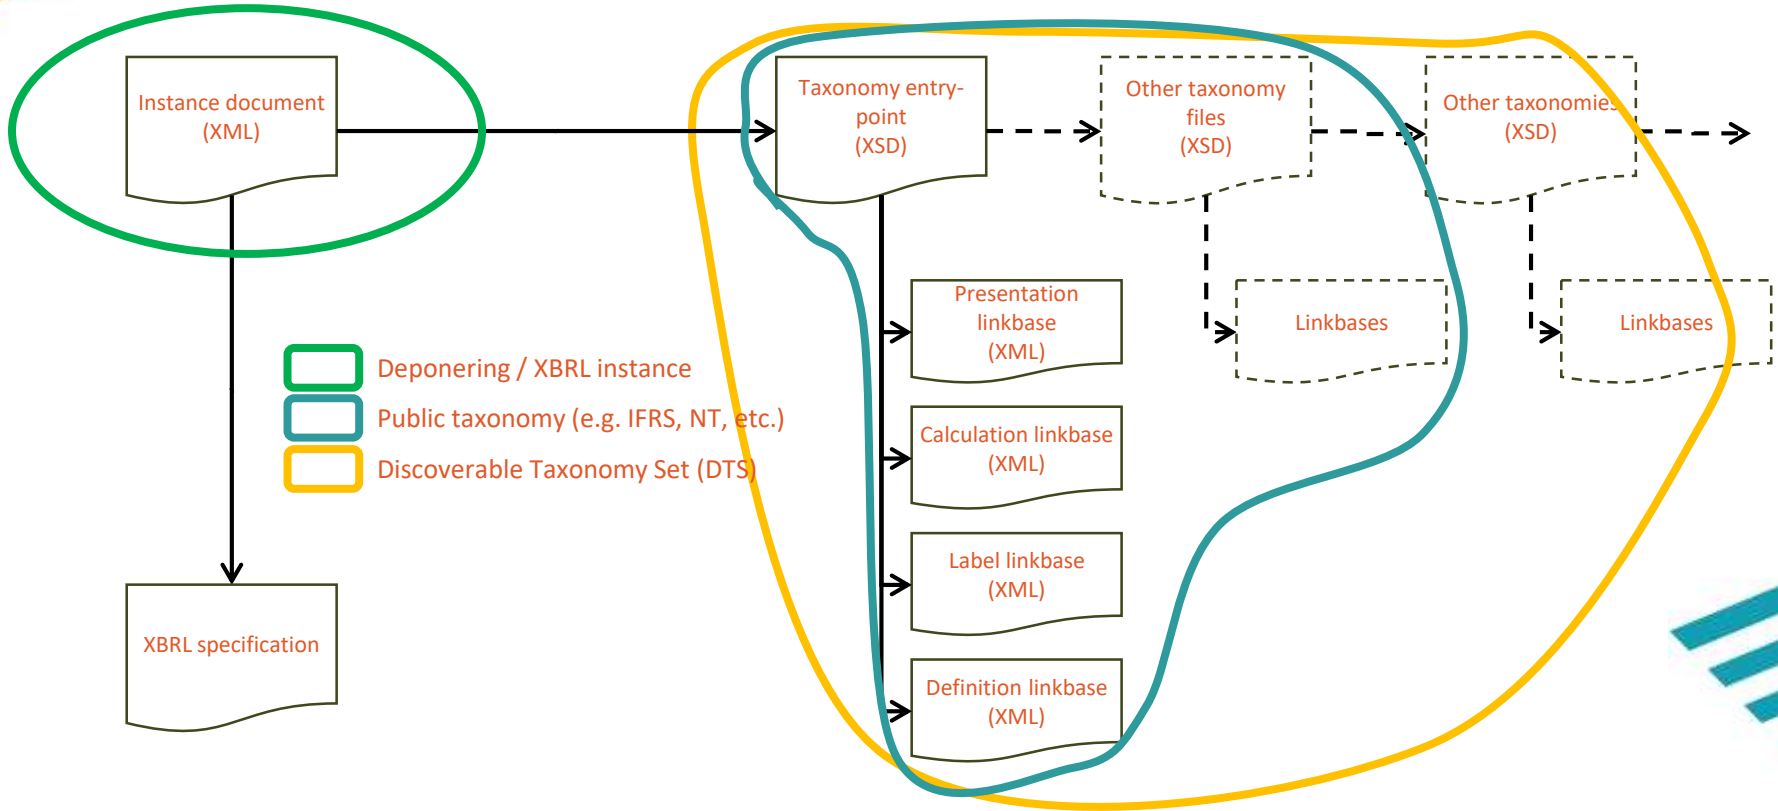 Instance document
(XML)
Taxonomy entry-
point
(XSD)
Other taxonomy
files
(XSD)
Other taxonomies
(XSD)
Presentation
linkbase
(XML)
Linkbases
Linkbases
Deponering / XBRL instance
Public taxonomy (e.g. IFRS, NT, etc.)
Discoverable Taxonomy Set (DTS)
Calculation linkbase
(XML)
Label linkbase
(XML)
XBRL specification
Definition linkbase
(XML)